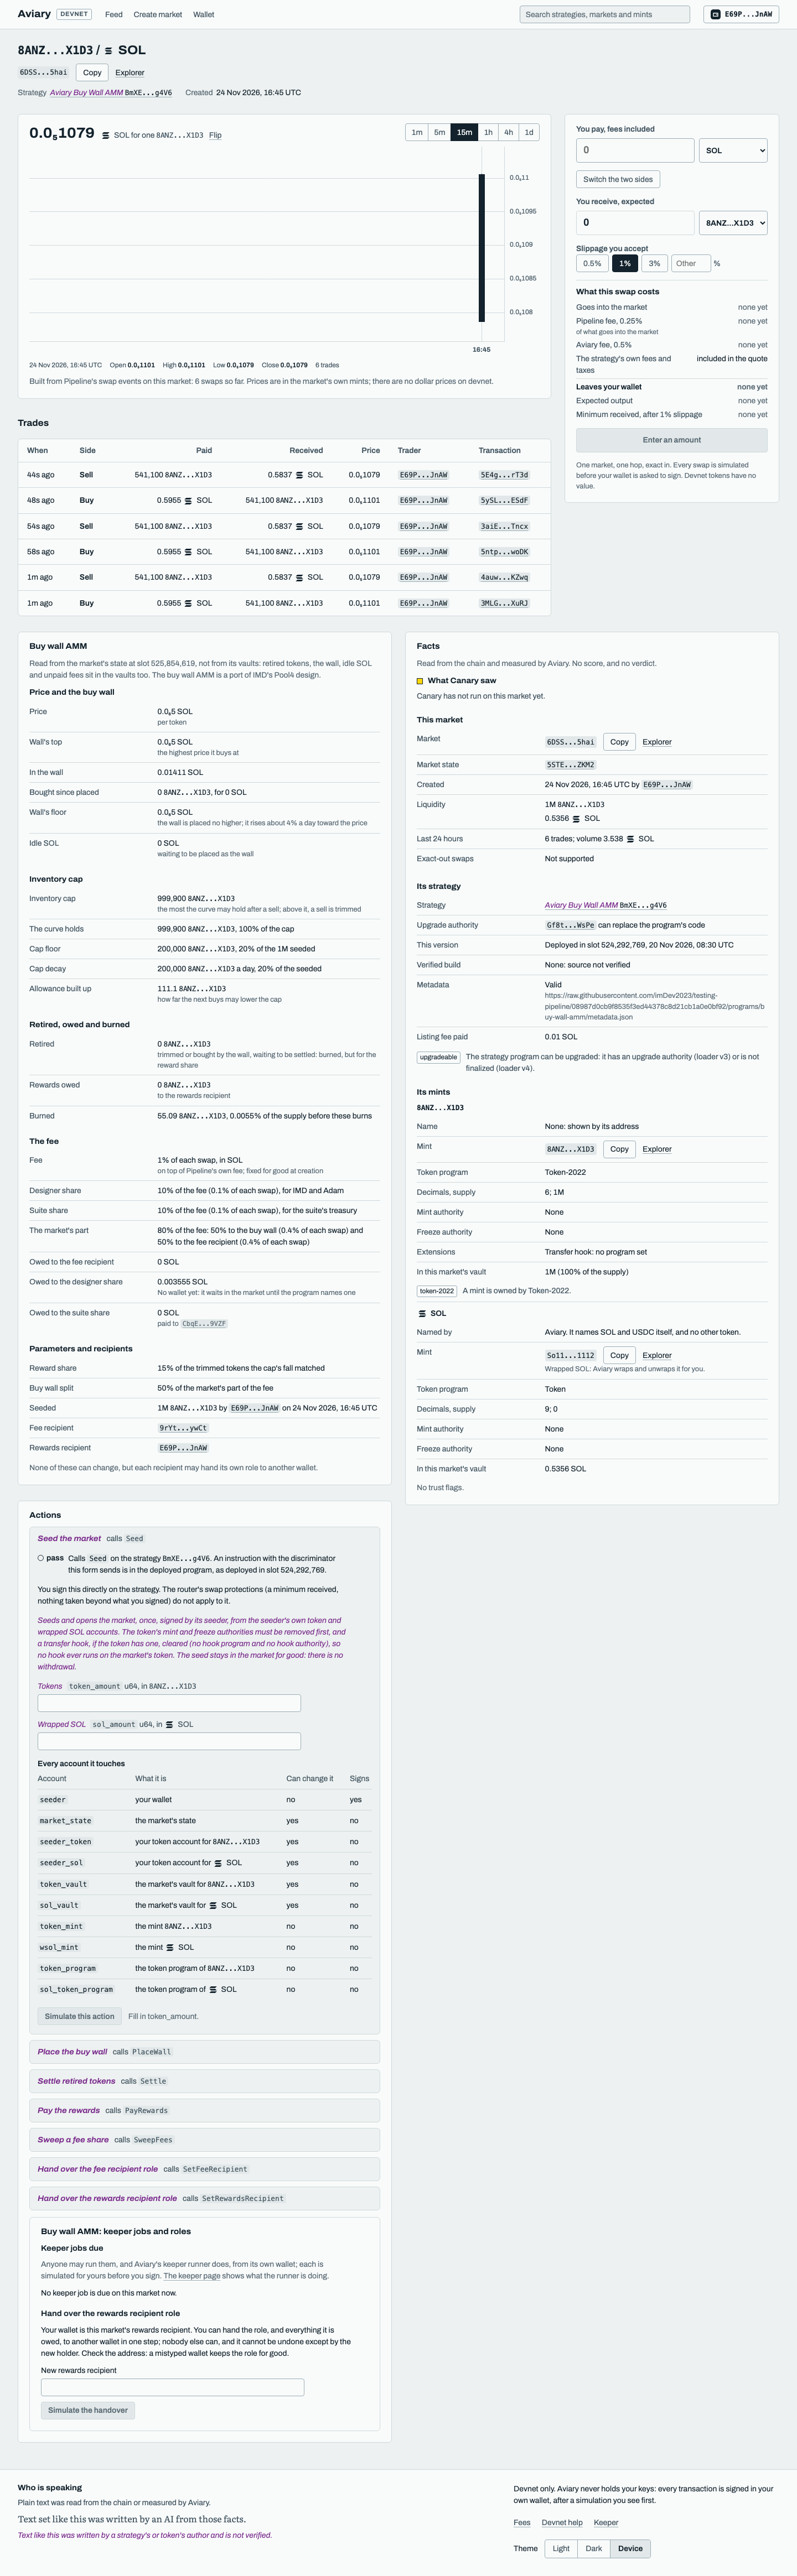 Aviary DEVNET Feed Create market Wallet Search strategies, markets and mints E69P...JnAW
8ANZ...X1D3 / SOL
6DSS...5hai Copy Explorer
Strategy Aviary Buy Wall AMM BmXE...g4V6 Created 24 Nov 2026, 16:45 UTC
0.0₅1079 SOL for one 8ANZ...X1D3 Flip 1m 5m 15m 1h 4h 1d
0.0₅11
0.0₅1095
0.0₅109
0.0₅1085
0.0₅108
16:45
24 Nov 2026, 16:45 UTC Open 0.0₅1101 High 0.0₅1101 Low 0.0₅1079 Close 0.0₅1079 6 trades
Built from Pipeline's swap events on this market: 6 swaps so far. Prices are in the market's own mints; there are no dollar prices on devnet.
You pay, fees included
0 SOL
Switch the two sides
You receive, expected
0 8ANZ...X1D3
Slippage you accept
0.5% 1% 3% Other %
What this swap costs
Goes into the market none yet
Pipeline fee, 0.25% none yet
of what goes into the market
Aviary fee, 0.5% none yet
The strategy's own fees and included in the quote
taxes
Leaves your wallet none yet
Expected output none yet
Minimum received, after 1% slippage none yet
Enter an amount
One market, one hop, exact in. Every swap is simulated
before your wallet is asked to sign. Devnet tokens have no
value.
Trades
When Side Paid Received Price Trader Transaction
44s ago Sell 541,100 8ANZ...X1D3 0.5837 SOL 0.0₅1079 E69P...JnAW 5E4g...rT3d
48s ago Buy 0.5955 SOL 541,100 8ANZ...X1D3 0.0₅1101 E69P...JnAW 5ySL...ESdF
54s ago Sell 541,100 8ANZ...X1D3 0.5837 SOL 0.0₅1079 E69P...JnAW 3aiE...Tncx
58s ago Buy 0.5955 SOL 541,100 8ANZ...X1D3 0.0₅1101 E69P...JnAW 5ntp...woDK
1m ago Sell 541,100 8ANZ...X1D3 0.5837 SOL 0.0₅1079 E69P...JnAW 4auw...KZwq
1m ago Buy 0.5955 SOL 541,100 8ANZ...X1D3 0.0₅1101 E69P...JnAW 3MLG...XuRJ
Buy wall AMM
Read from the market's state at slot 525,854,619, not from its vaults: retired tokens, the wall, idle SOL
and unpaid fees sit in the vaults too. The buy wall AMM is a port of IMD's Pool4 design.
Price and the buy wall
Price 0.0₅5 SOL
per token
Wall's top 0.0₅5 SOL
the highest price it buys at
In the wall 0.01411 SOL
Bought since placed 0 8ANZ...X1D3, for 0 SOL
Wall's floor 0.0₅5 SOL
the wall is placed no higher; it rises about 4% a day toward the price
Idle SOL 0 SOL
waiting to be placed as the wall
Inventory cap
Inventory cap 999,900 8ANZ...X1D3
the most the curve may hold after a sell; above it, a sell is trimmed
The curve holds 999,900 8ANZ...X1D3, 100% of the cap
Cap floor 200,000 8ANZ...X1D3, 20% of the 1M seeded
Cap decay 200,000 8ANZ...X1D3 a day, 20% of the seeded
Allowance built up 111.1 8ANZ...X1D3
how far the next buys may lower the cap
Retired, owed and burned
Retired 0 8ANZ...X1D3
trimmed or bought by the wall, waiting to be settled: burned, but for the
reward share
Rewards owed 0 8ANZ...X1D3
to the rewards recipient
Burned 55.09 8ANZ...X1D3, 0.0055% of the supply before these burns
The fee
Fee 1% of each swap, in SOL
on top of Pipeline's own fee; fixed for good at creation
Designer share 10% of the fee (0.1% of each swap), for IMD and Adam
Suite share 10% of the fee (0.1% of each swap), for the suite's treasury
The market's part 80% of the fee: 50% to the buy wall (0.4% of each swap) and
50% to the fee recipient (0.4% of each swap)
Owed to the fee recipient 0 SOL
Owed to the designer share 0.003555 SOL
No wallet yet: it waits in the market until the program names one
Owed to the suite share 0 SOL
paid to CbqE...9VZF
Parameters and recipients
Reward share 15% of the trimmed tokens the cap's fall matched
Buy wall split 50% of the market's part of the fee
Seeded 1M 8ANZ...X1D3 by E69P...JnAW on 24 Nov 2026, 16:45 UTC
Fee recipient 9rYt...ywCt
Rewards recipient E69P...JnAW
None of these can change, but each recipient may hand its own role to another wallet.
Facts
Read from the chain and measured by Aviary. No score, and no verdict.
What Canary saw
Canary has not run on this market yet.
This market
Market 6DSS...5hai Copy Explorer
Market state 5STE...ZKM2
Created 24 Nov 2026, 16:45 UTC by E69P...JnAW
Liquidity 1M 8ANZ...X1D3
0.5356 SOL
Last 24 hours 6 trades; volume 3.538 SOL
Exact-out swaps Not supported
Its strategy
Strategy Aviary Buy Wall AMM BmXE...g4V6
Upgrade authority Gf8t...WsPe can replace the program's code
This version Deployed in slot 524,292,769, 20 Nov 2026, 08:30 UTC
Verified build None: source not verified
Metadata Valid
https://raw.githubusercontent.com/imDev2023/testing-
pipeline/08987d0cb9f8535f3ed44378c8d21cb1a0e0bf92/programs/b
uy-wall-amm/metadata.json
Listing fee paid 0.01 SOL
upgradeable The strategy program can be upgraded: it has an upgrade authority (loader v3) or is not
finalized (loader v4).
Its mints
8ANZ...X1D3
Name None: shown by its address
Mint 8ANZ...X1D3 Copy Explorer
Token program Token-2022
Decimals, supply 6; 1M
Mint authority None
Freeze authority None
Extensions Transfer hook: no program set
In this market's vault 1M (100% of the supply)
token-2022 A mint is owned by Token-2022.
SOL
Named by Aviary. It names SOL and USDC itself, and no other token.
Mint So11...1112 Copy Explorer
Wrapped SOL: Aviary wraps and unwraps it for you.
Token program Token
Decimals, supply 9; 0
Mint authority None
Freeze authority None
In this market's vault 0.5356 SOL
No trust flags.
Actions
Seed the market calls Seed
pass Calls Seed on the strategy BmXE...g4V6. An instruction with the discriminator
this form sends is in the deployed program, as deployed in slot 524,292,769.
You sign this directly on the strategy. The router's swap protections (a minimum received,
nothing taken beyond what you signed) do not apply to it.
Seeds and opens the market, once, signed by its seeder, from the seeder's own token and
wrapped SOL accounts. The token's mint and freeze authorities must be removed first, and
a transfer hook, if the token has one, cleared (no hook program and no hook authority), so
no hook ever runs on the market's token. The seed stays in the market for good: there is no
withdrawal.
Tokens token_amount u64, in 8ANZ...X1D3
Wrapped SOL sol_amount u64, in SOL
Every account it touches
Account What it is Can change it Signs
seeder your wallet no yes
market_state the market's state yes no
seeder_token your token account for 8ANZ...X1D3 yes no
seeder_sol your token account for SOL yes no
token_vault the market's vault for 8ANZ...X1D3 yes no
sol_vault the market's vault for SOL yes no
token_mint the mint 8ANZ...X1D3 no no
wsol_mint the mint SOL no no
token_program the token program of 8ANZ...X1D3 no no
sol_token_program the token program of SOL no no
Simulate this action Fill in token_amount.
Place the buy wall calls PlaceWall
Settle retired tokens calls Settle
Pay the rewards calls PayRewards
Sweep a fee share calls SweepFees
Hand over the fee recipient role calls SetFeeRecipient
Hand over the rewards recipient role calls SetRewardsRecipient
Buy wall AMM: keeper jobs and roles
Keeper jobs due
Anyone may run them, and Aviary's keeper runner does, from its own wallet; each is
simulated for yours before you sign. The keeper page shows what the runner is doing.
No keeper job is due on this market now.
Hand over the rewards recipient role
Your wallet is this market's rewards recipient. You can hand the role, and everything it is
owed, to another wallet in one step; nobody else can, and it cannot be undone except by the
new holder. Check the address: a mistyped wallet keeps the role for good.
New rewards recipient
Simulate the handover
Who is speaking
Plain text was read from the chain or measured by Aviary.
Text set like this was written by an AI from those facts.
Text like this was written by a strategy's or token's author and is not verified.
Devnet only. Aviary never holds your keys: every transaction is signed in your
own wallet, after a simulation you see first.
Fees Devnet help Keeper
Theme Light Dark Device